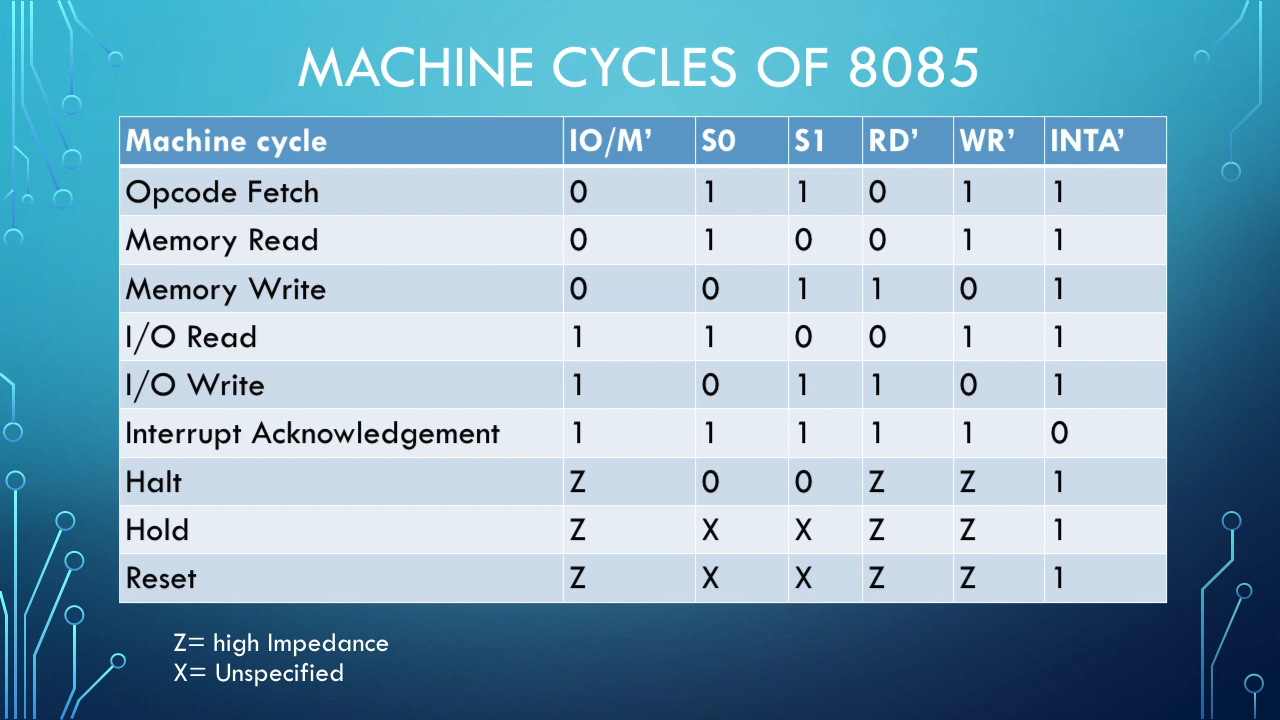 MACHINE CYCLES OF 8085
Machine cycle IO/M’ S0 S1 RD’ WR’ INTA’
Opcode Fetch 0 1 1 0 1 1
Memory Read 0 1 0 0 1 1
Memory Write 0 0 1 1 0 1
I/O Read 1 1 0 0 1 1
I/O Write 1 0 1 1 0 1
Interrupt Acknowledgement 1 1 1 1 1 0
Halt Z 0 0 Z Z 1
Hold Z X X Z Z 1
Reset Z X X Z Z 1
Z= high Impedance
X= Unspecified